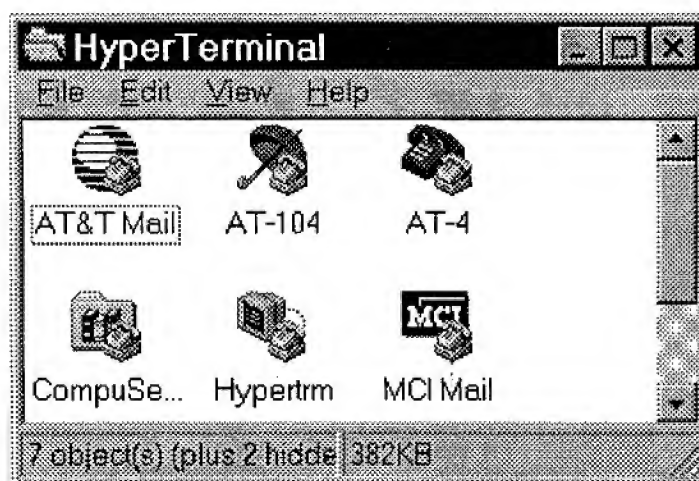 HyperTerminal
File Edit View Help
AT&T Mail AT-104 AT-4
MCI
CompuSe... Hypertrm MCI Mail
7 object(s) (plus 2 hidde 382KB